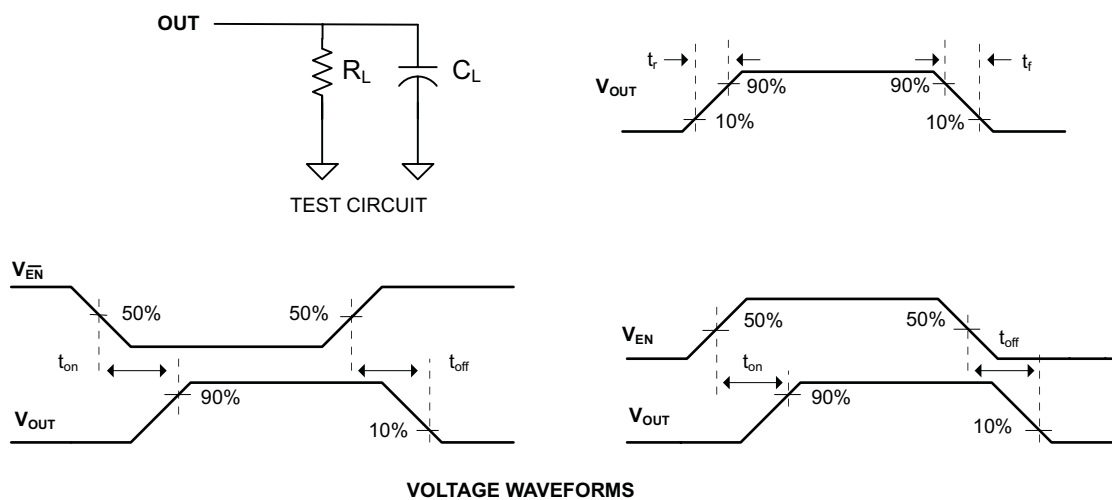 OUT
R_L
C_L
TEST CIRCUIT
t_r
t_f
V_OUT
90%
90%
10%
10%
V_E̅N̅
50%
50%
t_on
t_off
V_OUT
90%
10%
V_EN
50%
50%
t_on
t_off
V_OUT
90%
10%
VOLTAGE WAVEFORMS